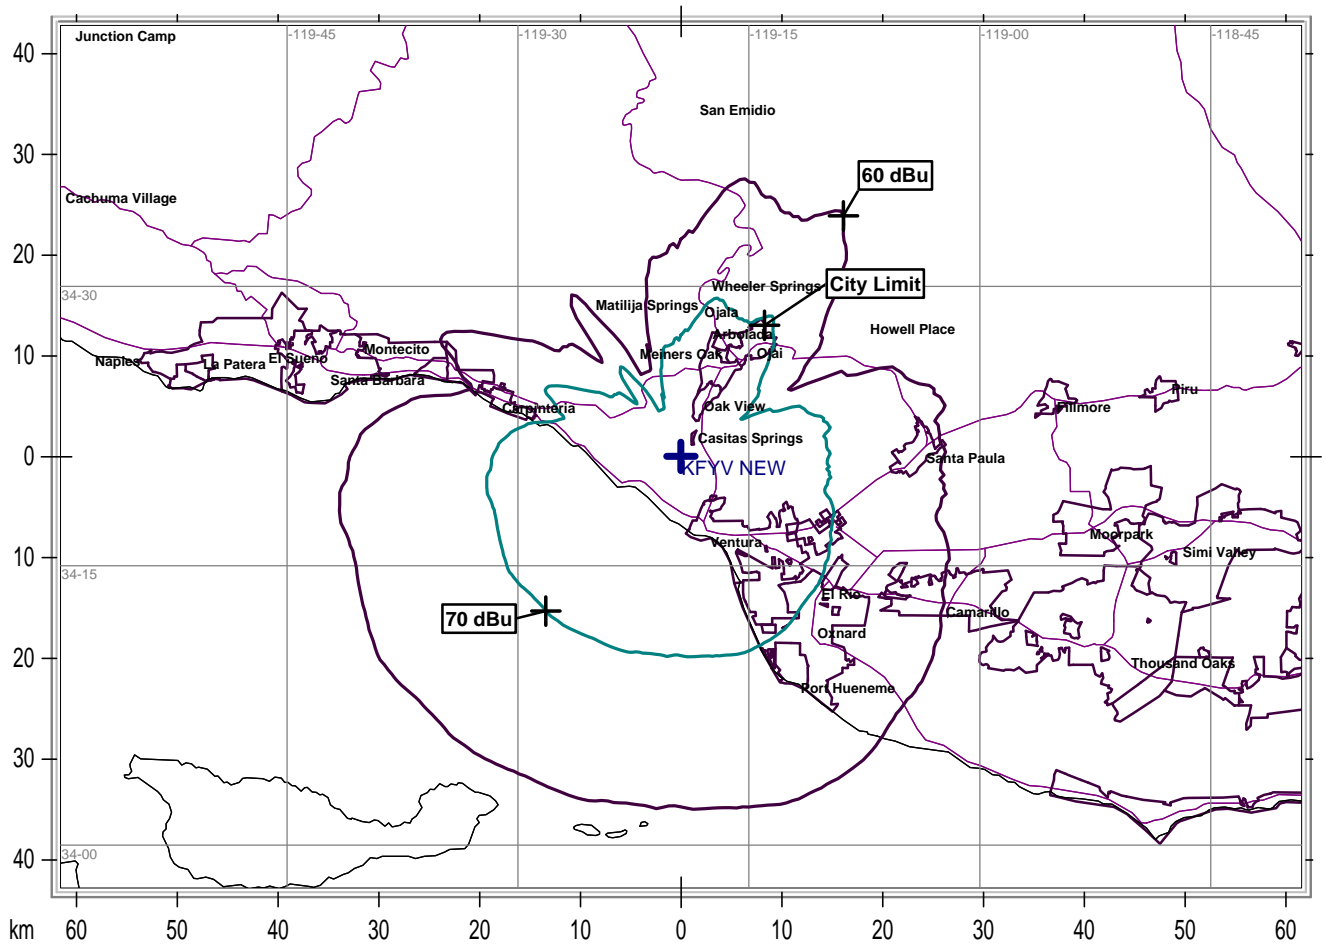 Junction Camp
-119-45
-119-30
-119-15
-119-00
-118-45
40
San Emidio
30
60 dBu
Cachuma Village
20
34-30
Wheeler Springs
City Limit
Matilija Springs
Ojala
Howell Place
Arbolada
10
Naples
La Patera
El Sueno
Montecito
Meiners Oak
Ojai
Santa Barbara
Piru
Carpinteria
Oak View
Fillmore
Casitas Springs
0
KFYV NEW
Santa Paula
Ventura
Moorpark
Simi Valley
10
34-15
El Rio
Camarillo
70 dBu
Oxnard
20
Thousand Oaks
Port Hueneme
30
34-00
40
km
60
50
40
30
20
10
0
10
20
30
40
50
60